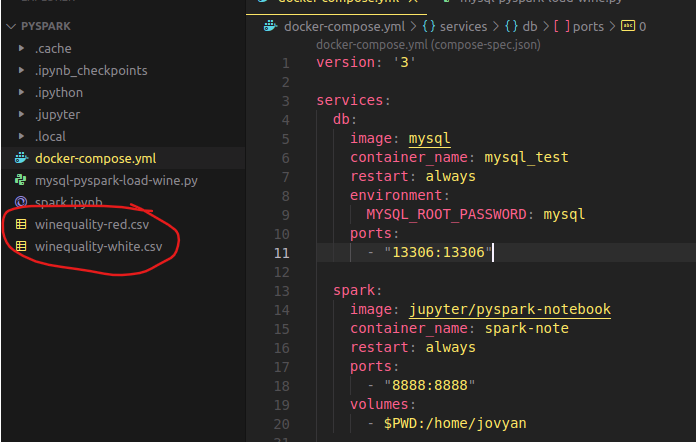 docker-compose.yml
mysql-pyspark-load-wine.py
PYSPARK
.cache
.ipynb_checkpoints
.ipython
.jupyter
.local
docker-compose.yml
mysql-pyspark-load-wine.py
spark.ipynb
winequality-red.csv
winequality-white.csv
docker-compose.yml > {} services > {} db > [ ] ports > abc 0
docker-compose.yml (compose-spec.json)
1 version: '3'
2
3 services:
4 db:
5 image: mysql
6 container_name: mysql_test
7 restart: always
8 environment:
9 MYSQL_ROOT_PASSWORD: mysql
10 ports:
11 - "13306:13306"
12
13 spark:
14 image: jupyter/pyspark-notebook
15 container_name: spark-note
16 restart: always
17 ports:
18 - "8888:8888"
19 volumes:
20 - $PWD:/home/jovyan